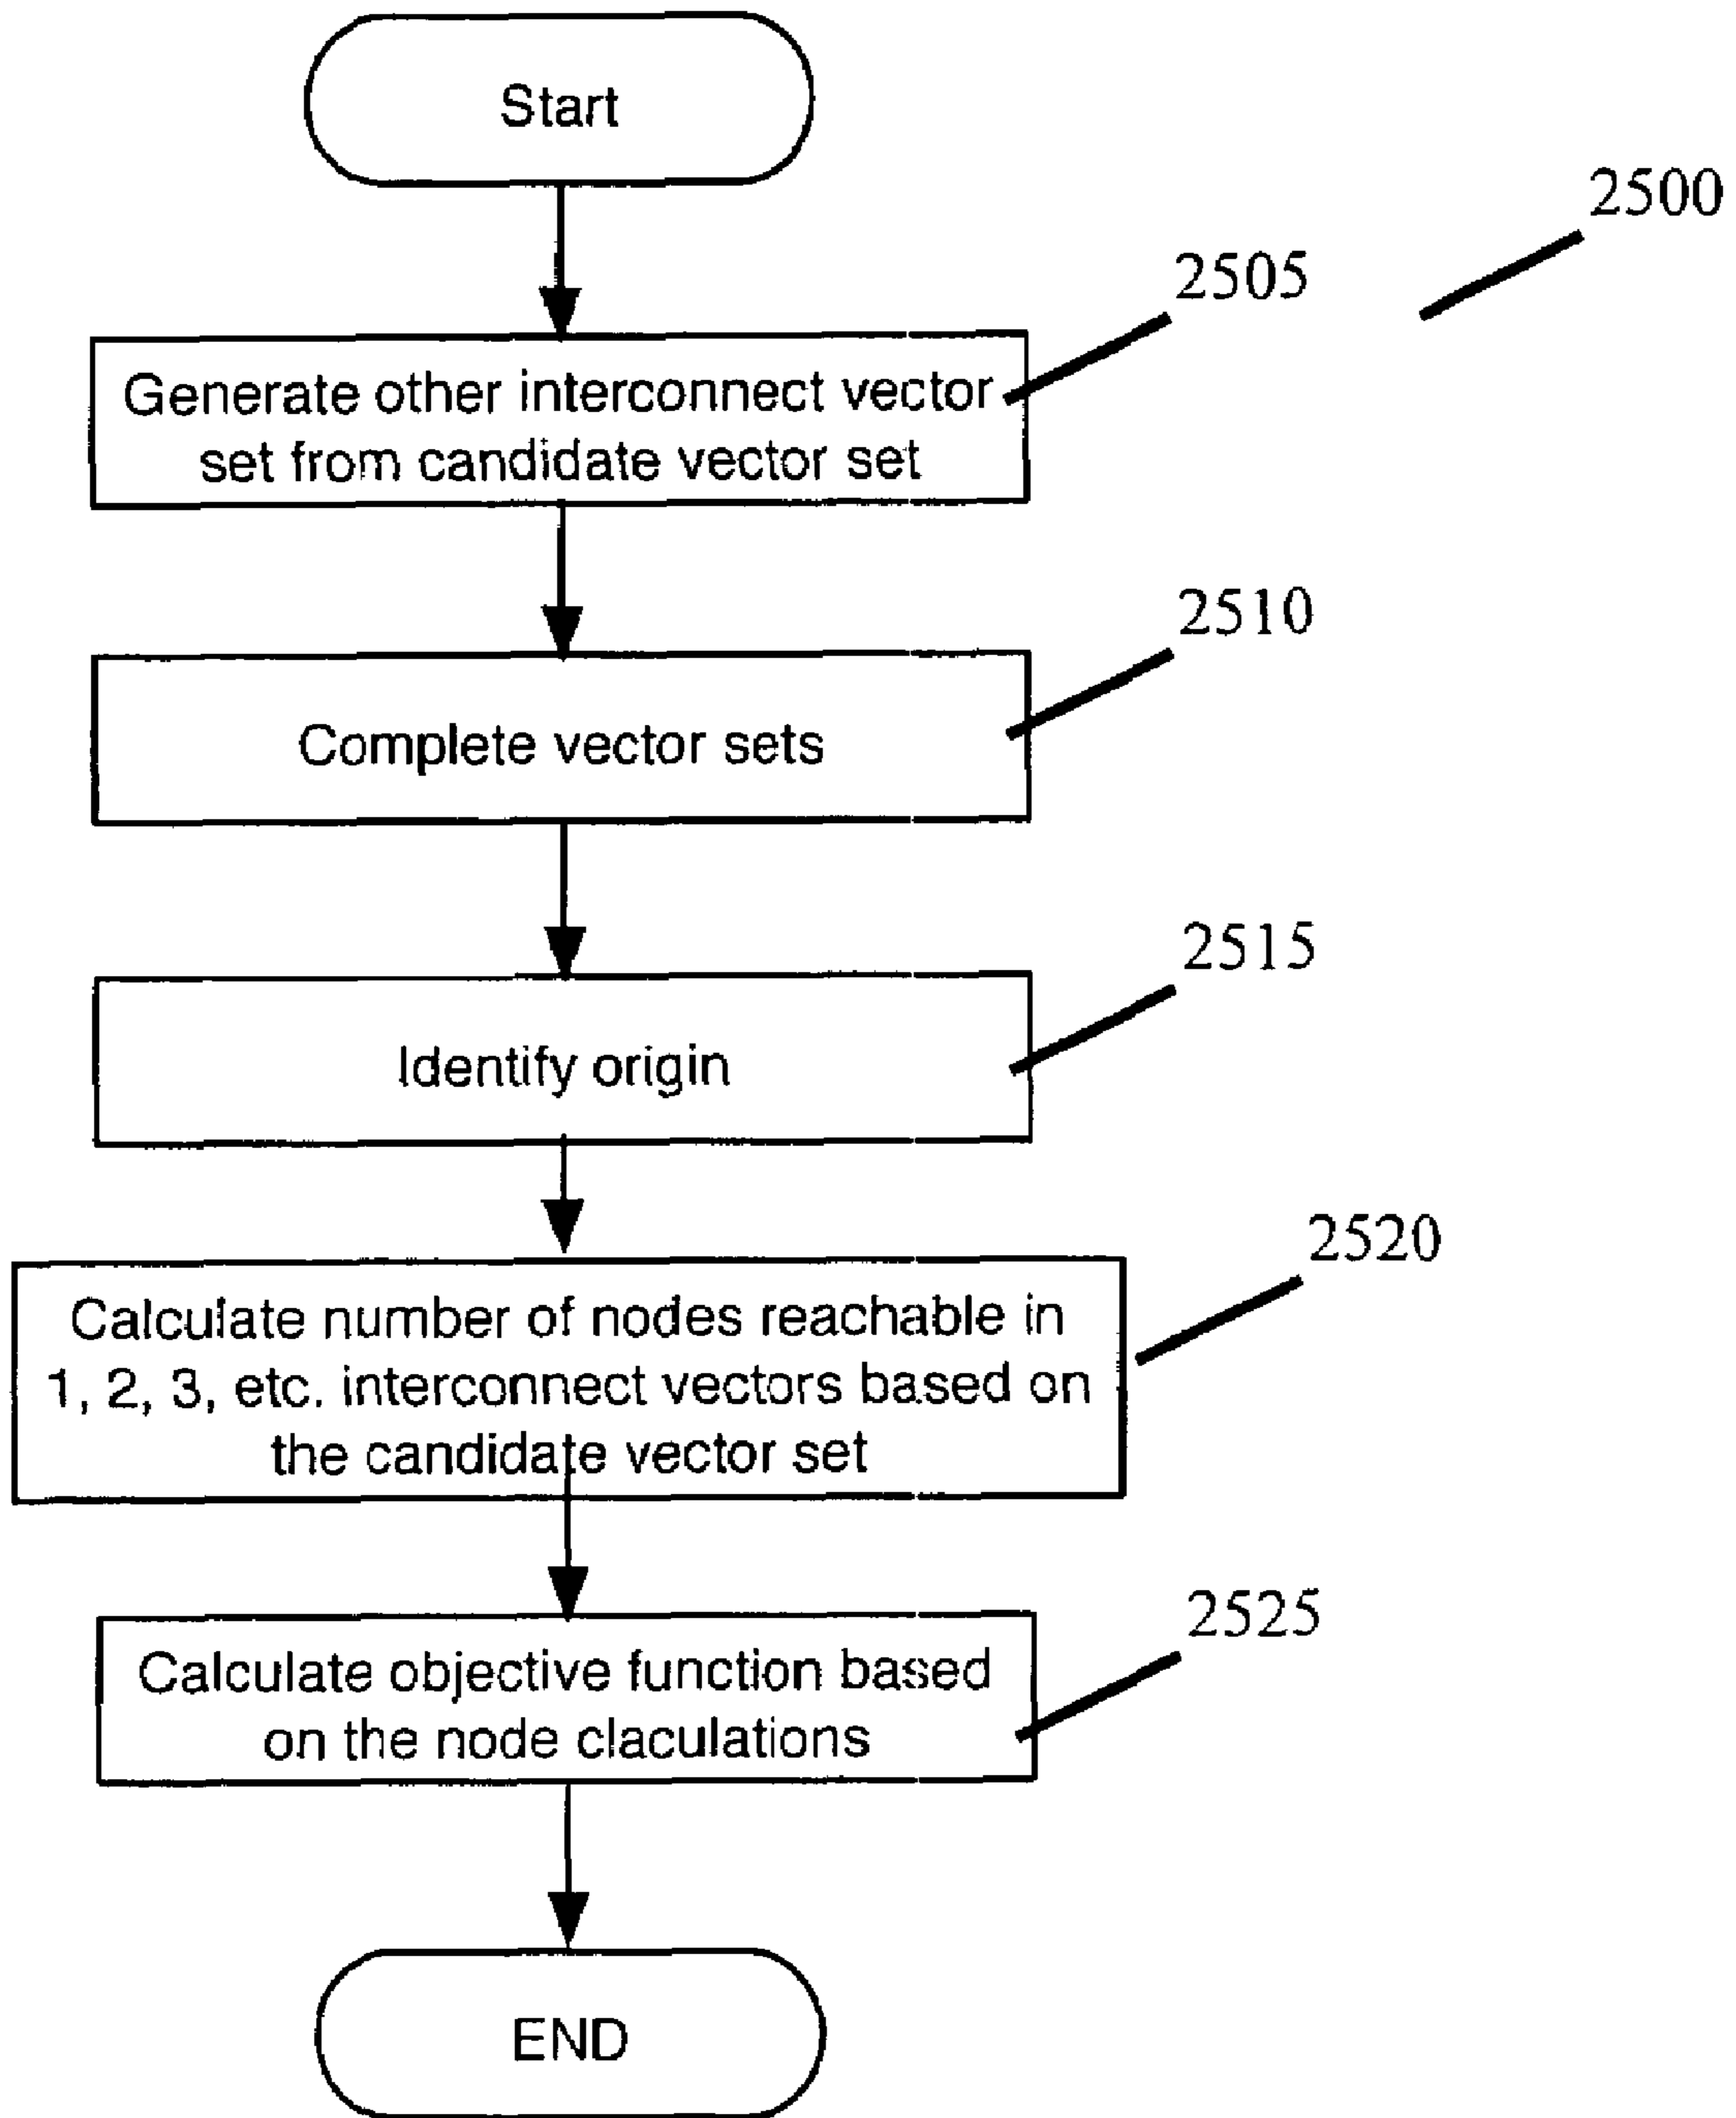 Start
2500
2505
Generate other interconnect vector
set from candidate vector set
2510
Complete vector sets
2515
Identify origin
2520
Calculate number of nodes reachable in
1, 2, 3, etc. interconnect vectors based on
the candidate vector set
2525
Calculate objective function based
on the node claculations
END